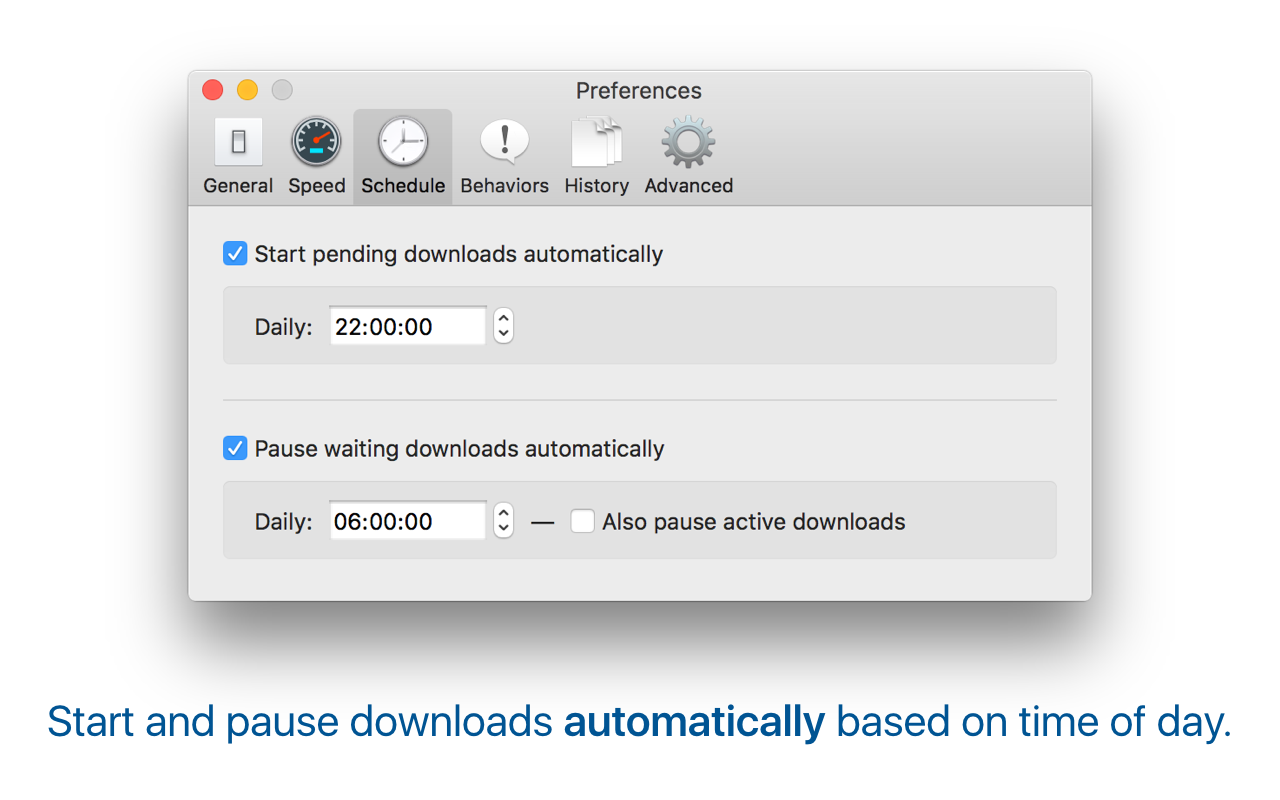 Preferences
General Speed Schedule Behaviors History Advanced
Start pending downloads automatically
Daily: 22:00:00
Pause waiting downloads automatically
Daily: 06:00:00 — Also pause active downloads
Start and pause downloads automatically based on time of day.